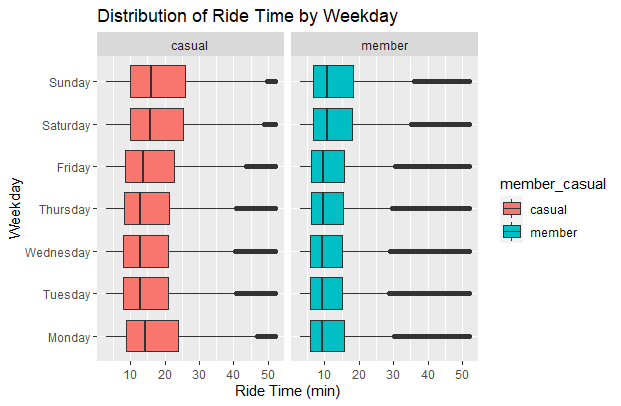 Distribution of Ride Time by Weekday
casual member
Sunday
Saturday
Friday
Thursday
Wednesday
Tuesday
Monday
Weekday
10 20 30 40 50 10 20 30 40 50
Ride Time (min)
member_casual
casual
member